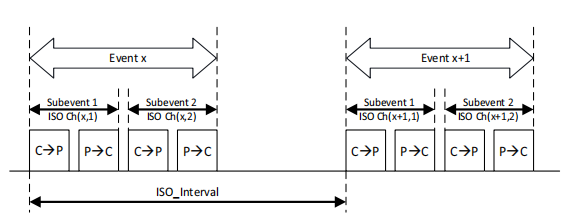 Event x
Event x+1
Subevent 1
ISO Ch(x,1)
Subevent 2
ISO Ch(x,2)
Subevent 1
ISO Ch(x+1,1)
Subevent 2
ISO Ch(x+1,2)
C→P
P→C
C→P
P→C
C→P
P→C
C→P
P→C
ISO_Interval